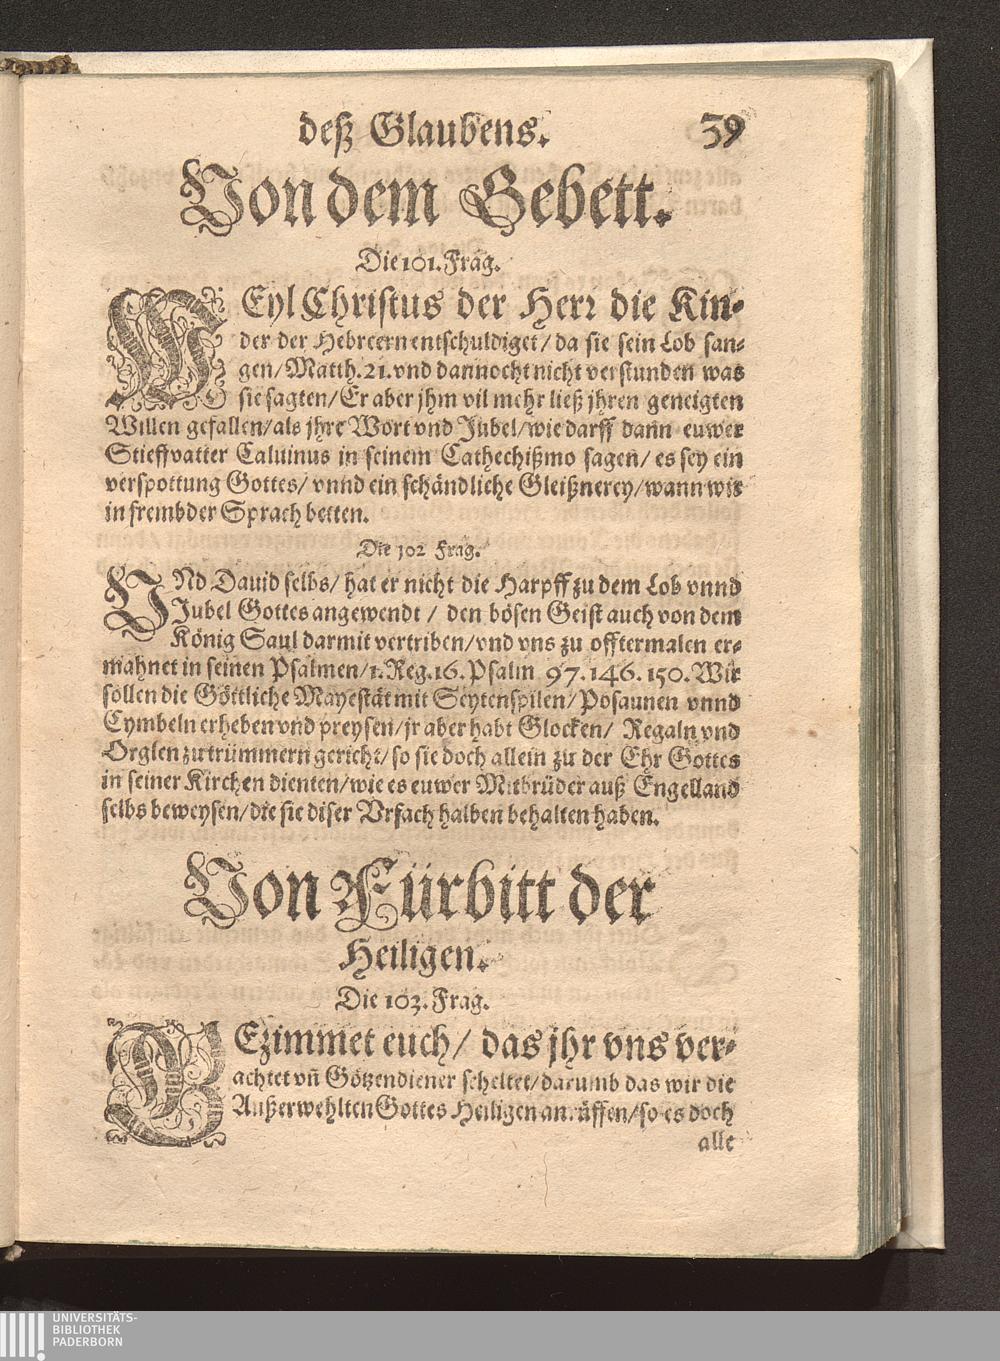 deß Glaubens. 39
Von dem Gebett.
Die 101. Frag.
WEyl Christus der Herr die Kin-
der der Hebreern entschuldiget/ da sie sein Lob san-
gen/ Matth. 21. vnd dannocht nicht verstunden was
sie sagten/ Er aber jhm vil mehr ließ jhren geneigten
Willen gefallen/ als jhre Wort vnd Jubel/ wie darff dann euwer
Stieffvatter Caluinus in seinem Cathechißmo sagen/ es sey ein
verspottung Gottes/ vnnd ein schändliche Gleißnerey/ wann wir
in frembder Sprach betten.
Die 102 Frag.
VNd Dauid selbs/ hat er nicht die Harpff zu dem Lob vnnd
Jubel Gottes angewendt / den bösen Geist auch von dem
König Saul darmit vertriben/ vnd vns zu offtermalen er-
mahnet in seinen Psalmen/ 1. Reg. 16. Psalm 97. 146. 150. Wir
sollen die Göttliche Mayestät mit Seytenspilen/ Posaunen vnnd
Cymbeln erheben vnd preysen/ jr aber habt Glocken/ Regaln vnd
Orglen zu trümmern gericht/ so sie doch allein zu der Ehr Gottes
in seiner Kirchen dienten/ wie es euwer Mitbrüder auß Engelland
selbs beweysen/ die sie diser Vrsach halben behalten haben.
Von Fürbitt der
Heiligen.
Die 103. Frag.
BEzimmet euch/ das jhr vns ver-
achtet vñ Götzendiener scheltet/ darumb das wir die
Außerwehlten Gottes Heiligen anrüffen/ so es doch
alle
UNIVERSITÄTS-
BIBLIOTHEK
PADERBORN